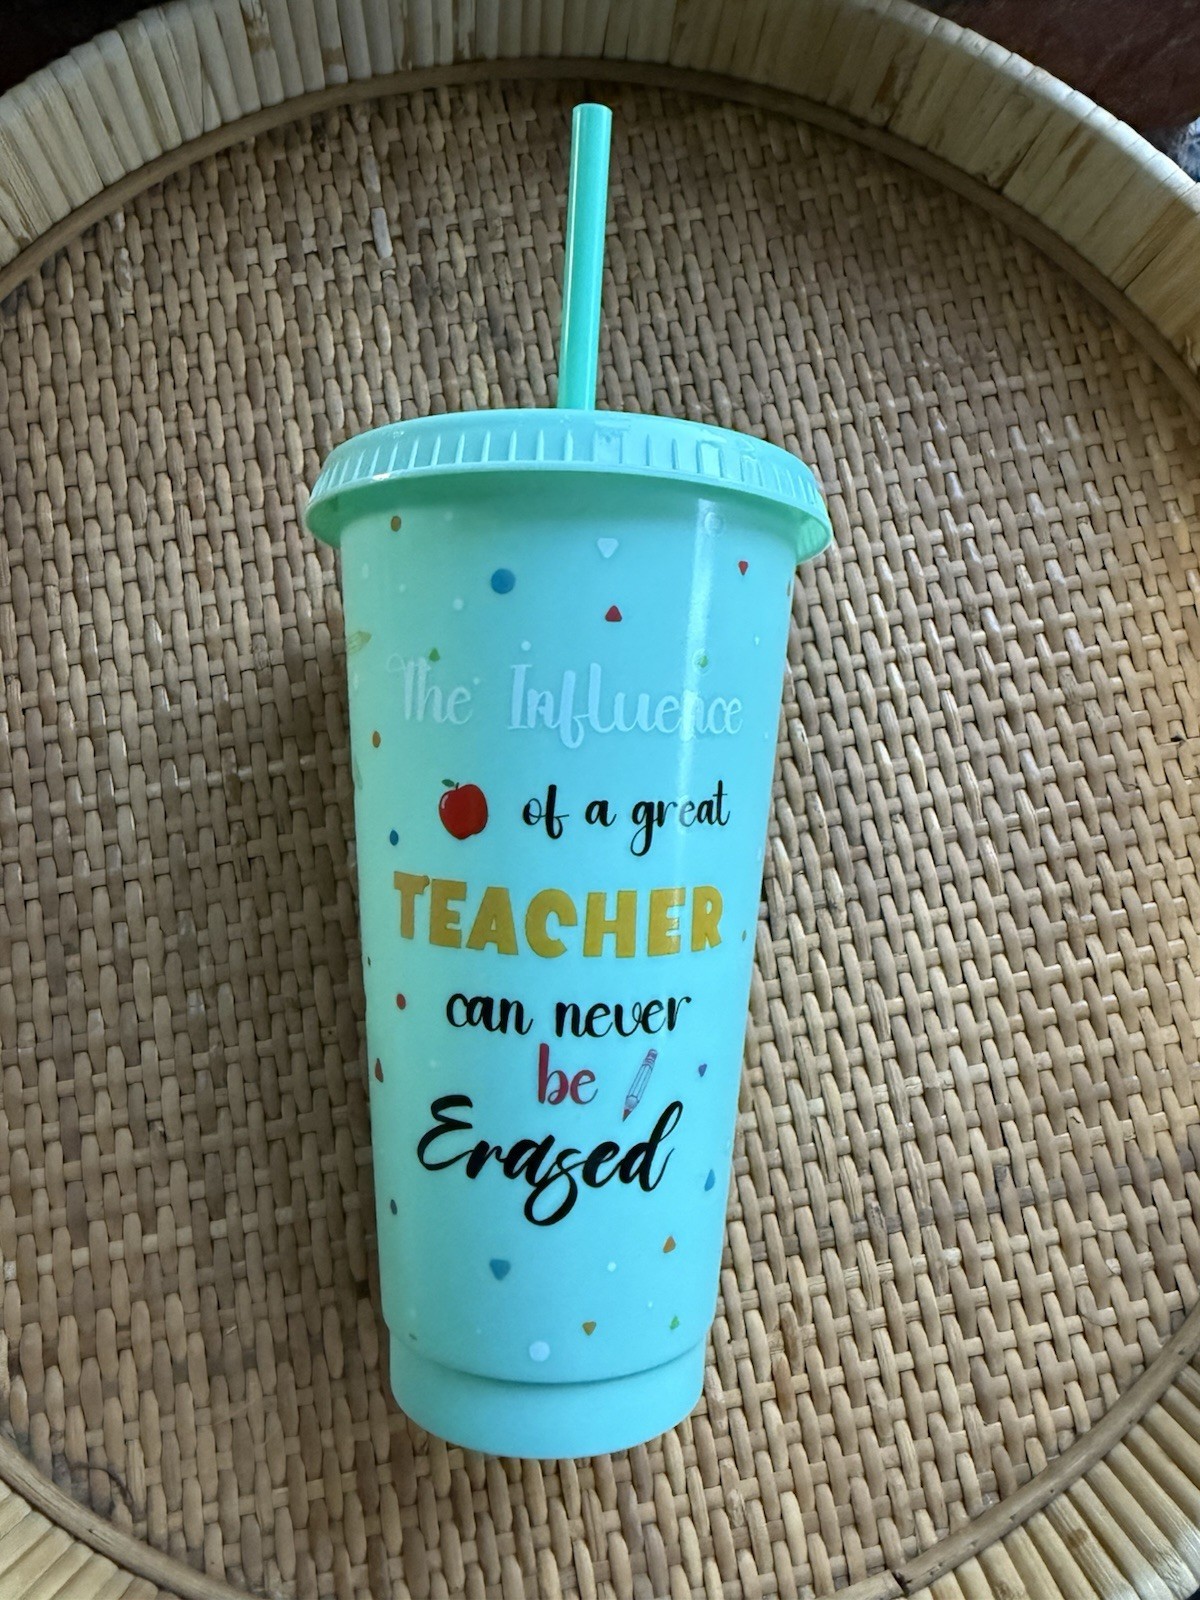 The Influence
of a great
TEACHER
can never
be
Erased